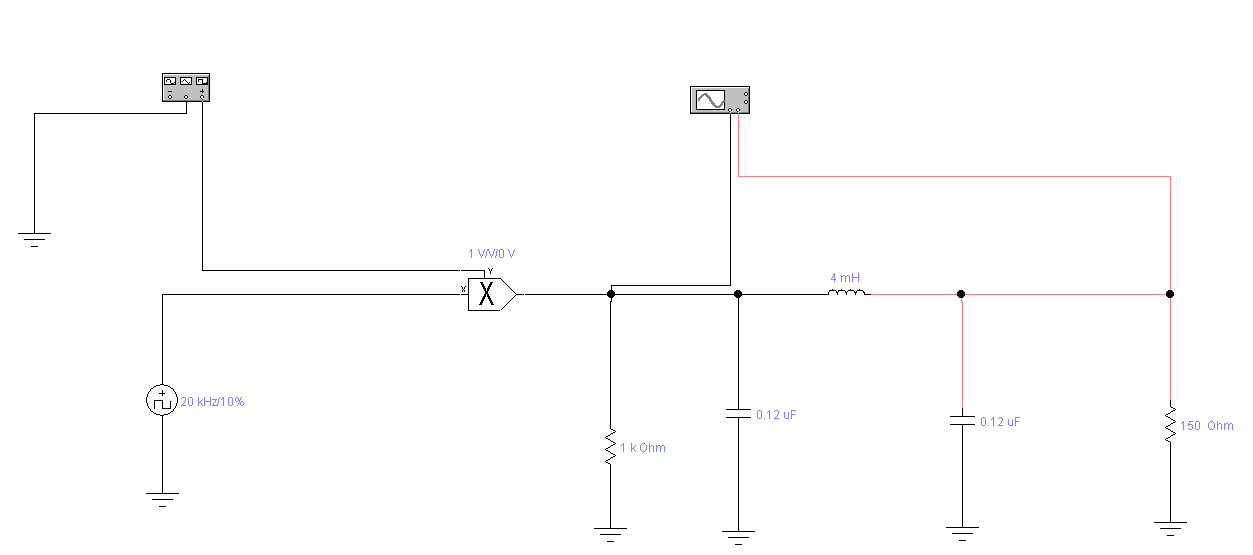 1 V/V/0 V
Y
X
X
4 mH
20 kHz/10%
0.12 uF
0.12 uF
150 Ohm
1 k Ohm